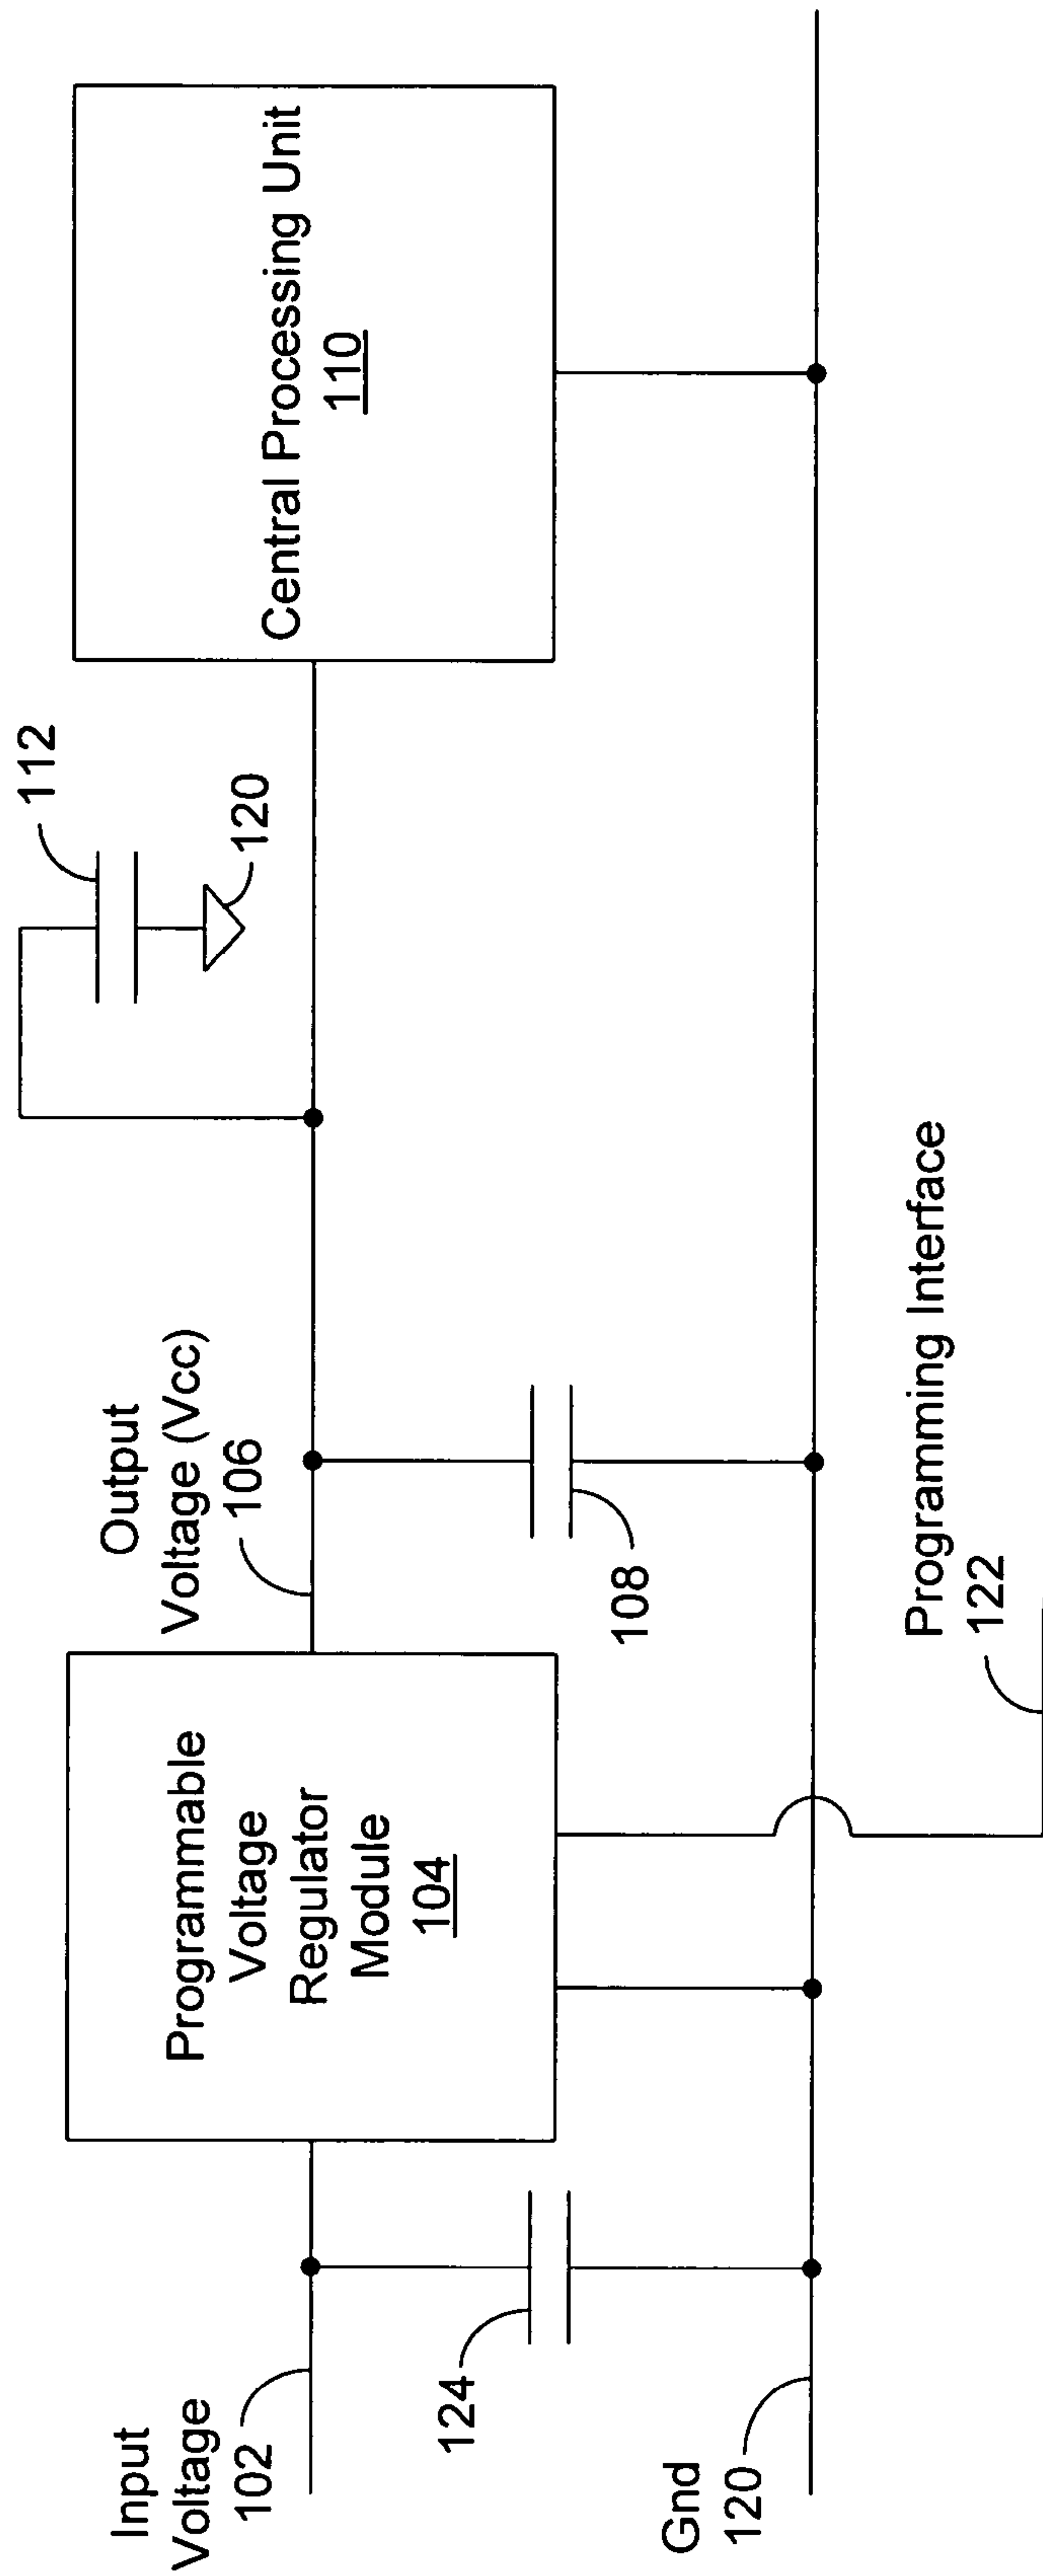 Input
Voltage
102
124
Gnd
120
Programmable
Voltage
Regulator
Module
104
Output
Voltage (Vcc)
106
108
Programming Interface
122
112
120
Central Processing Unit
110